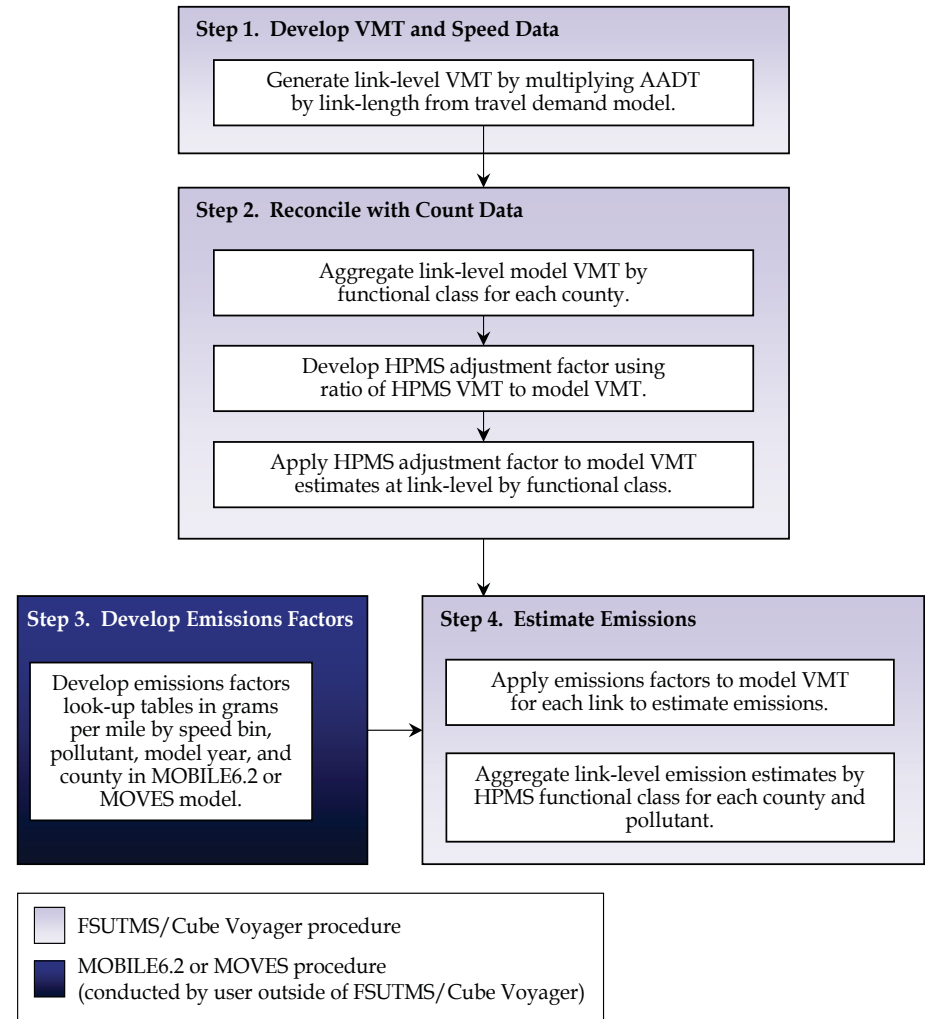 Step 1. Develop VMT and Speed Data
Generate link-level VMT by multiplying AADT
by link-length from travel demand model.
Step 2. Reconcile with Count Data
Aggregate link-level model VMT by
functional class for each county.
Develop HPMS adjustment factor using
ratio of HPMS VMT to model VMT.
Apply HPMS adjustment factor to model VMT
estimates at link-level by functional class.
Step 3. Develop Emissions Factors
Develop emissions factors
look-up tables in grams
per mile by speed bin,
pollutant, model year, and
county in MOBILE6.2 or
MOVES model.
Step 4. Estimate Emissions
Apply emissions factors to model VMT
for each link to estimate emissions.
Aggregate link-level emission estimates by
HPMS functional class for each county and
pollutant.
FSUTMS/Cube Voyager procedure
MOBILE6.2 or MOVES procedure
(conducted by user outside of FSUTMS/Cube Voyager)